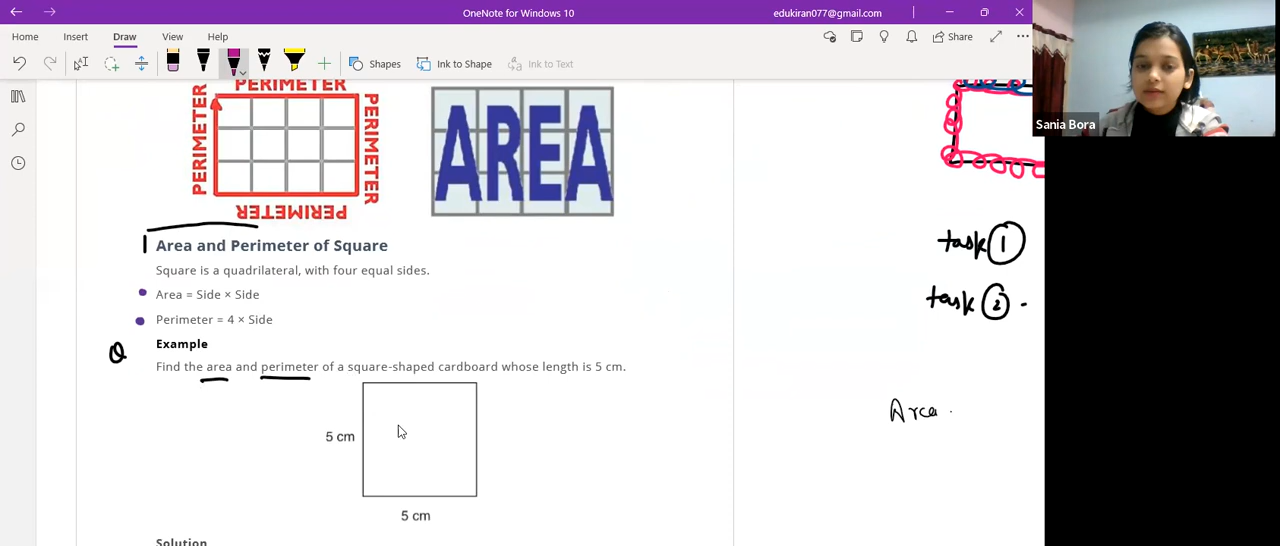 OneNote for Windows 10
edukiran077@gmail.com
Home Insert Draw View Help
Share
Shapes Ink to Shape Ink to Text
PERIMETER
PERIMETER
PERIMETER
PERIMETER
AREA
Sania Bora
1 Area and Perimeter of Square
Square is a quadrilateral, with four equal sides.
Area = Side × Side
Perimeter = 4 × Side
task 1
task 2
Example
Q Find the area and perimeter of a square-shaped cardboard whose length is 5 cm.
Area
5 cm
5 cm
Solution